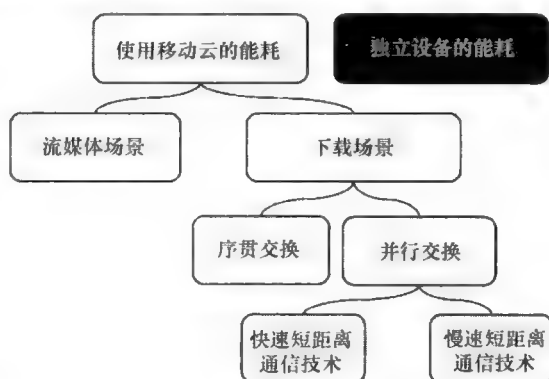 使用移动云的能耗
独立设备的能耗
流媒体场景
下载场景
序贯交换
并行交换
快速短距离
通信技术
慢速短距离
通信技术